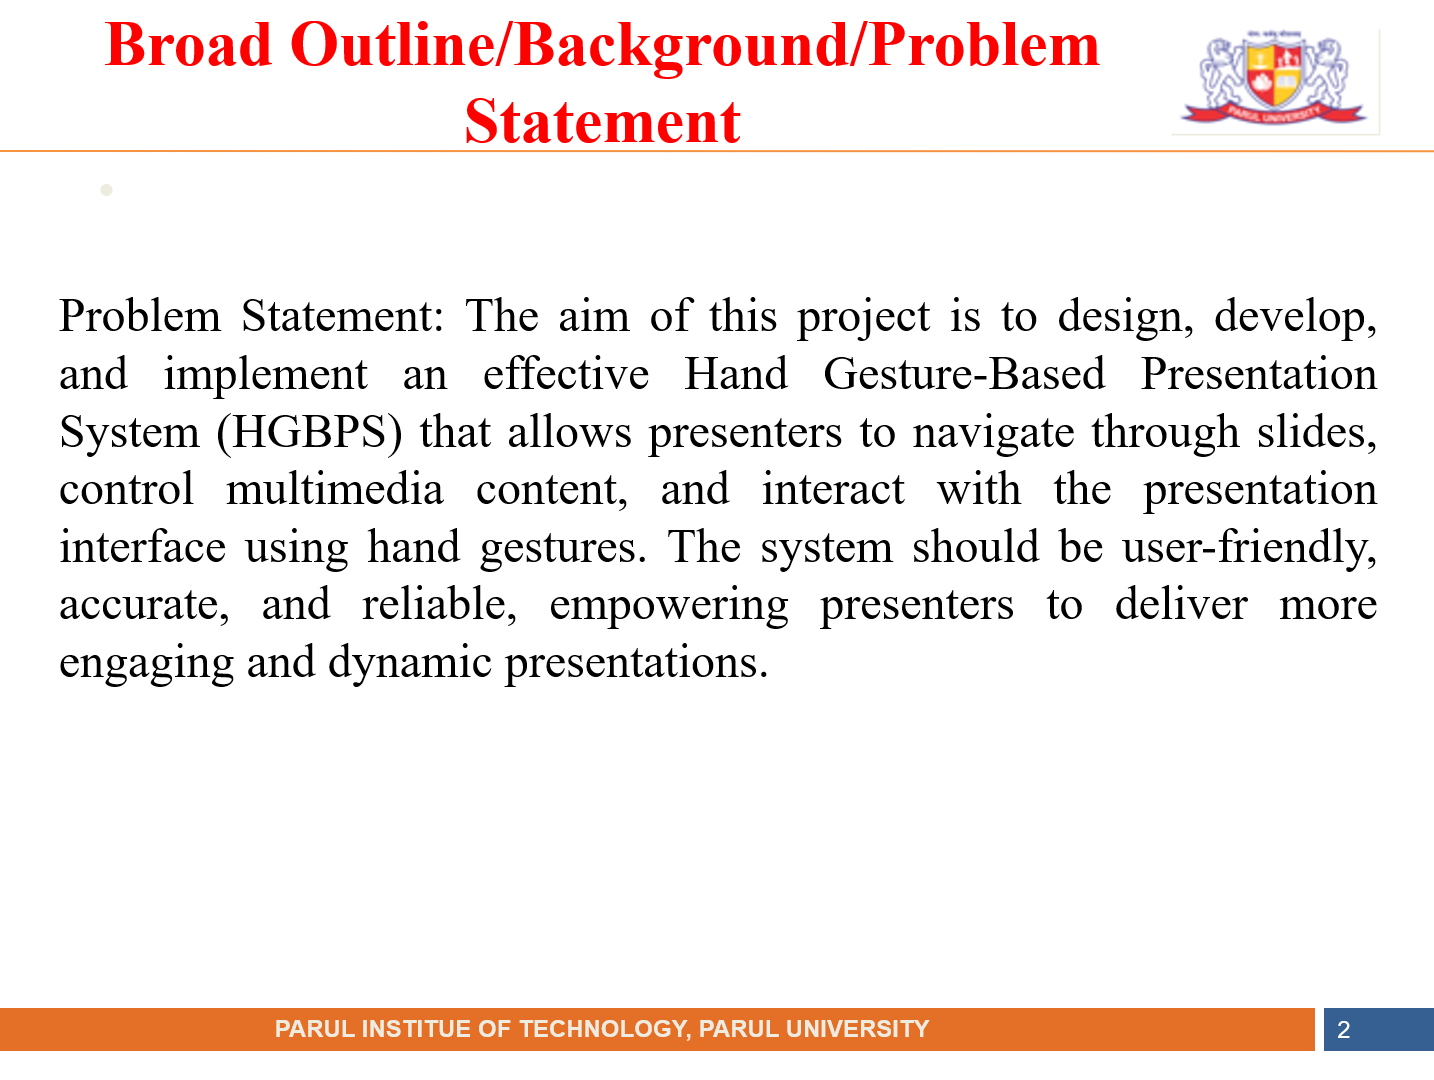 Broad Outline/Background/Problem
Statement
PARUL UNIVERSITY
•
Problem Statement: The aim of this project is to design, develop,
and implement an effective Hand Gesture-Based Presentation
System (HGBPS) that allows presenters to navigate through slides,
control multimedia content, and interact with the presentation
interface using hand gestures. The system should be user-friendly,
accurate, and reliable, empowering presenters to deliver more
engaging and dynamic presentations.
PARUL INSTITUE OF TECHNOLOGY, PARUL UNIVERSITY
2